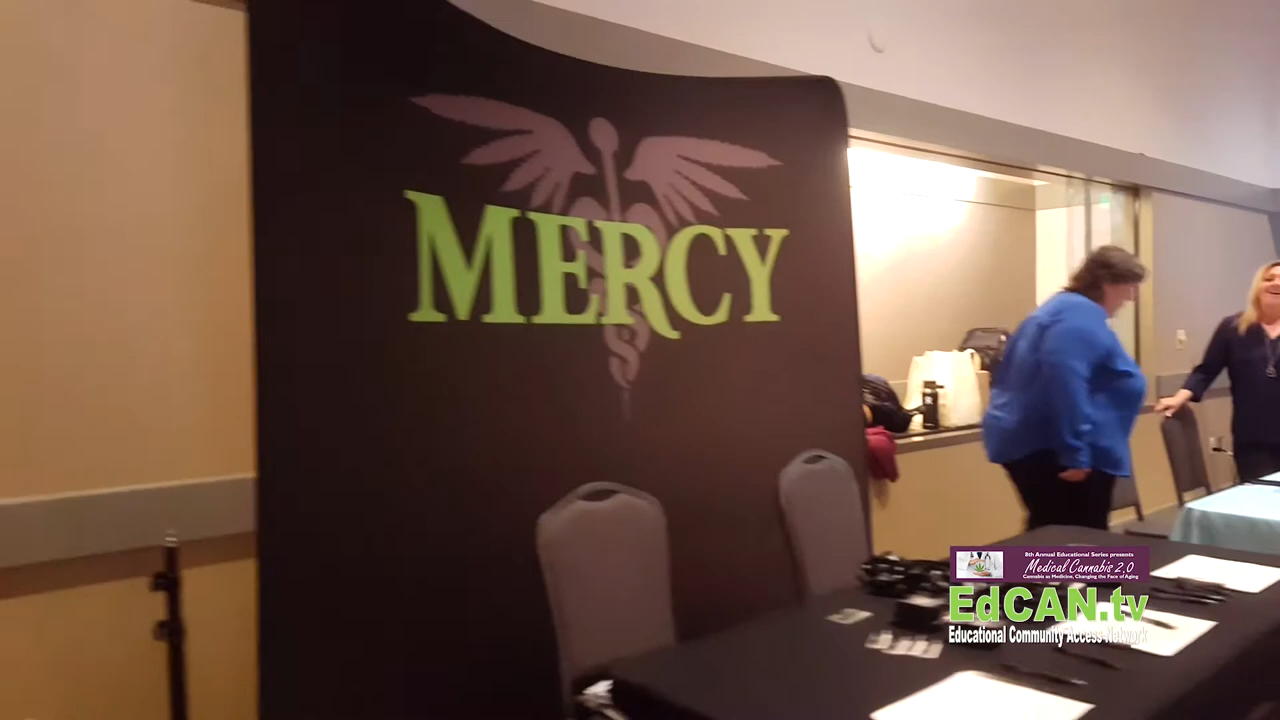 MERCY
8th Annual Educational Series presents
Medical Cannabis 2.0
Cannabis as Medicine, Changing the Face of Aging
EdCAN.tv
Educational Community Access Network